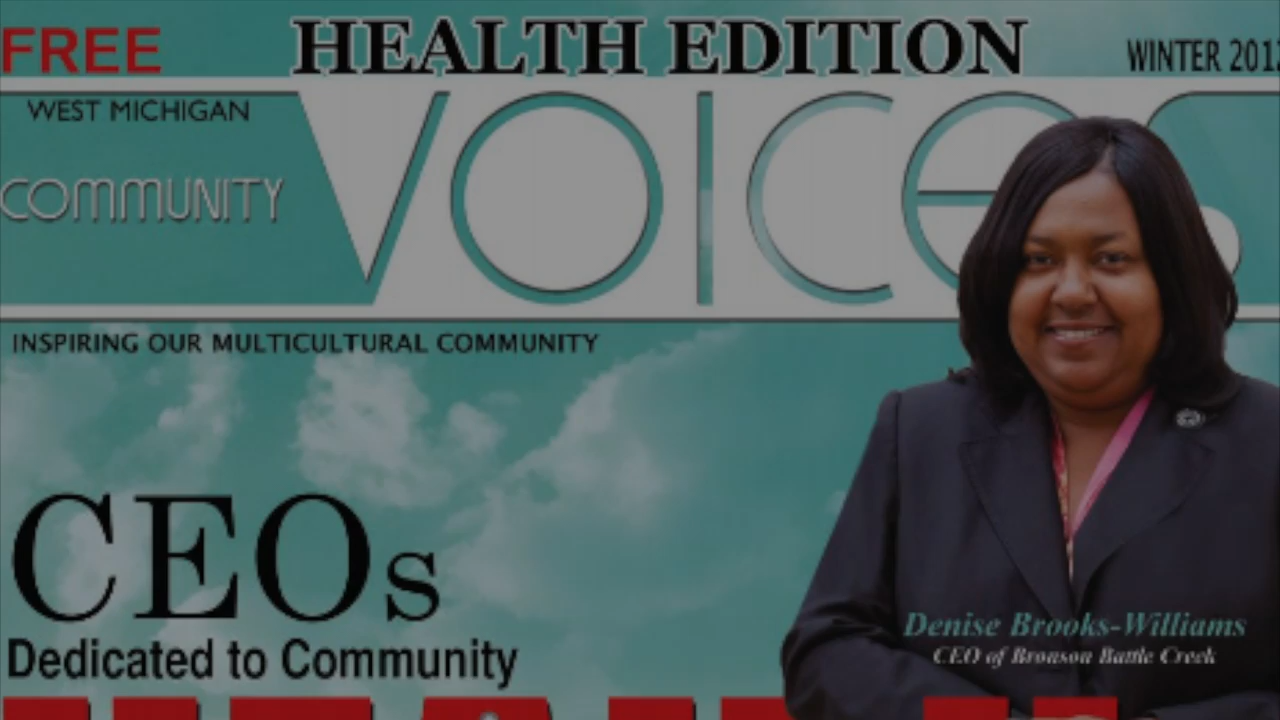 FREE
HEALTH EDITION
WINTER 201
WEST MICHIGAN
COMMUNITY
VOICES
INSPIRING OUR MULTICULTURAL COMMUNITY
CEOs
Dedicated to Community
Denise Brooks-Williams
CEO of Bronson Battle Creek